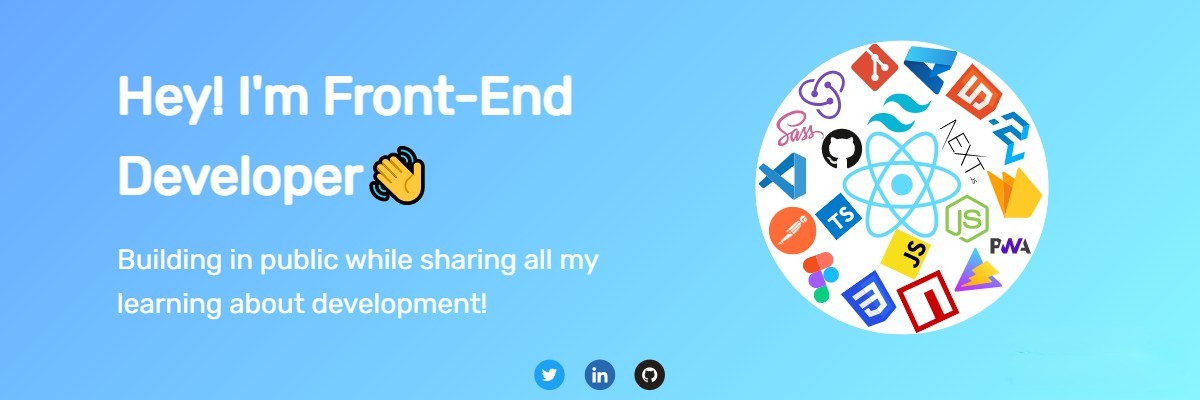 Hey! I'm Front-End
Developer
Building in public while sharing all my
learning about development!
Sass
NEXT
.JS
TS
JS
PWA
JS
in